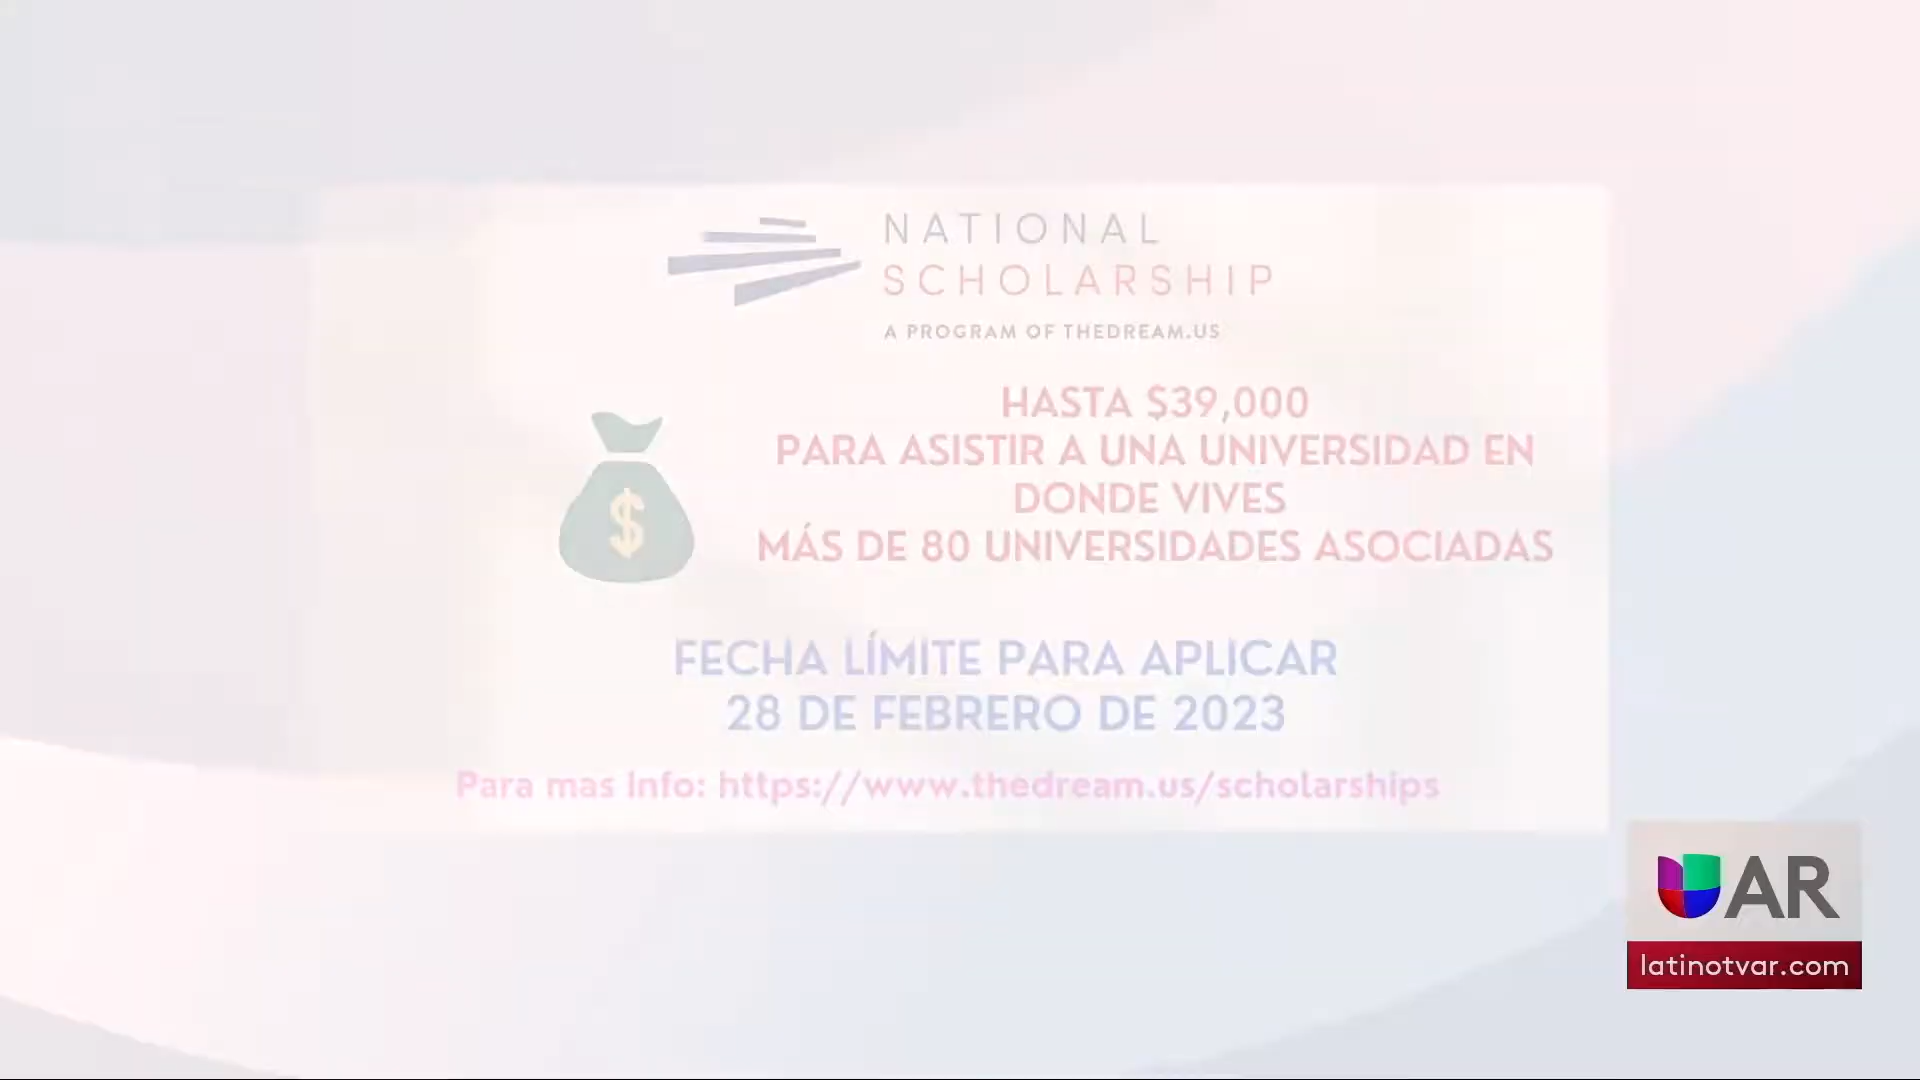 NATIONAL
SCHOLARSHIP
A PROGRAM OF THEDREAM.US
HASTA $39,000
PARA ASISTIR A UNA UNIVERSIDAD EN
DONDE VIVES
MÁS DE 80 UNIVERSIDADES ASOCIADAS
$
FECHA LÍMITE PARA APLICAR
28 DE FEBRERO DE 2023
Para mas Info: https://www.thedream.us/scholarships
AR
latinotvar.com